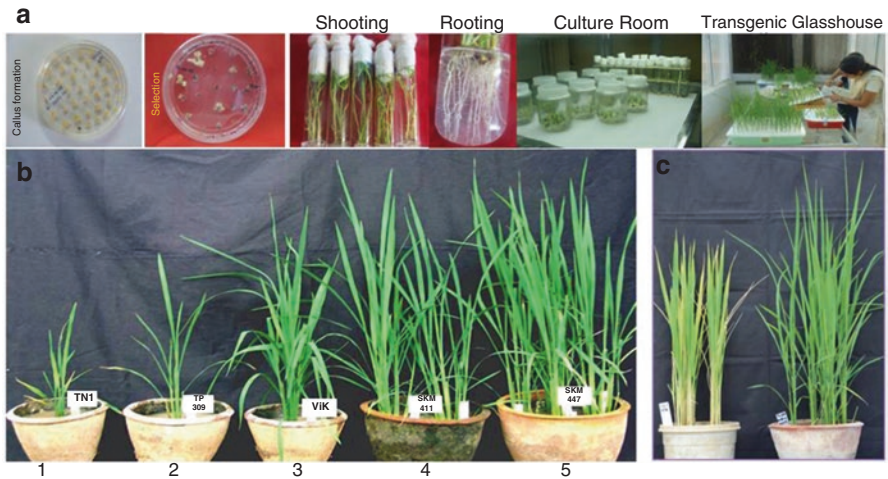 a
Shooting
Rooting
Culture Room
Transgenic Glasshouse
Callus formation
Selection
b
TN1
TP
309
ViK
SKM
411
SKM
447
1
2
3
4
5
c